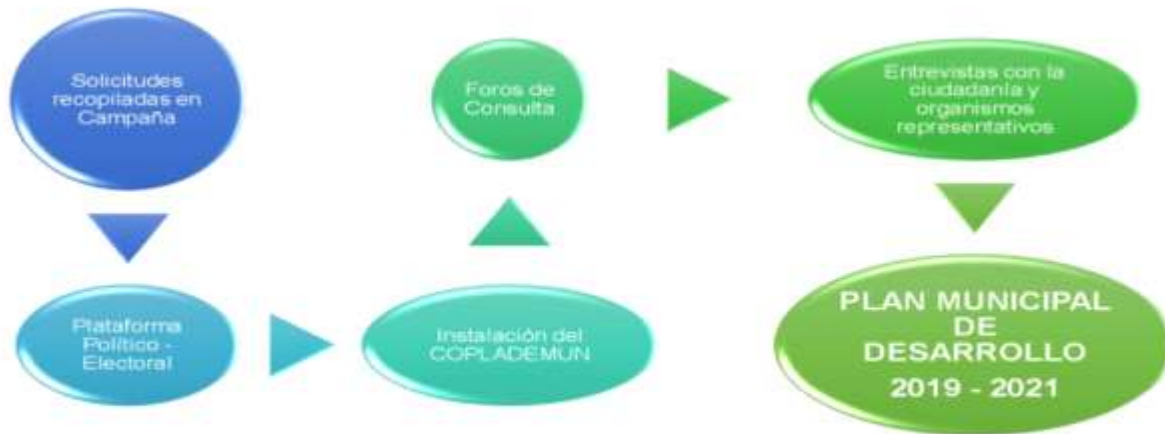 Solicitudes
recopiladas en
Campaña
Plataforma
Político -
Electoral
Instalación del
COPLADEMUN
Foros de
Consulta
Entrevistas con la
ciudadanía y
organismos
representativos
PLAN MUNICIPAL
DE
DESARROLLO
2019 - 2021